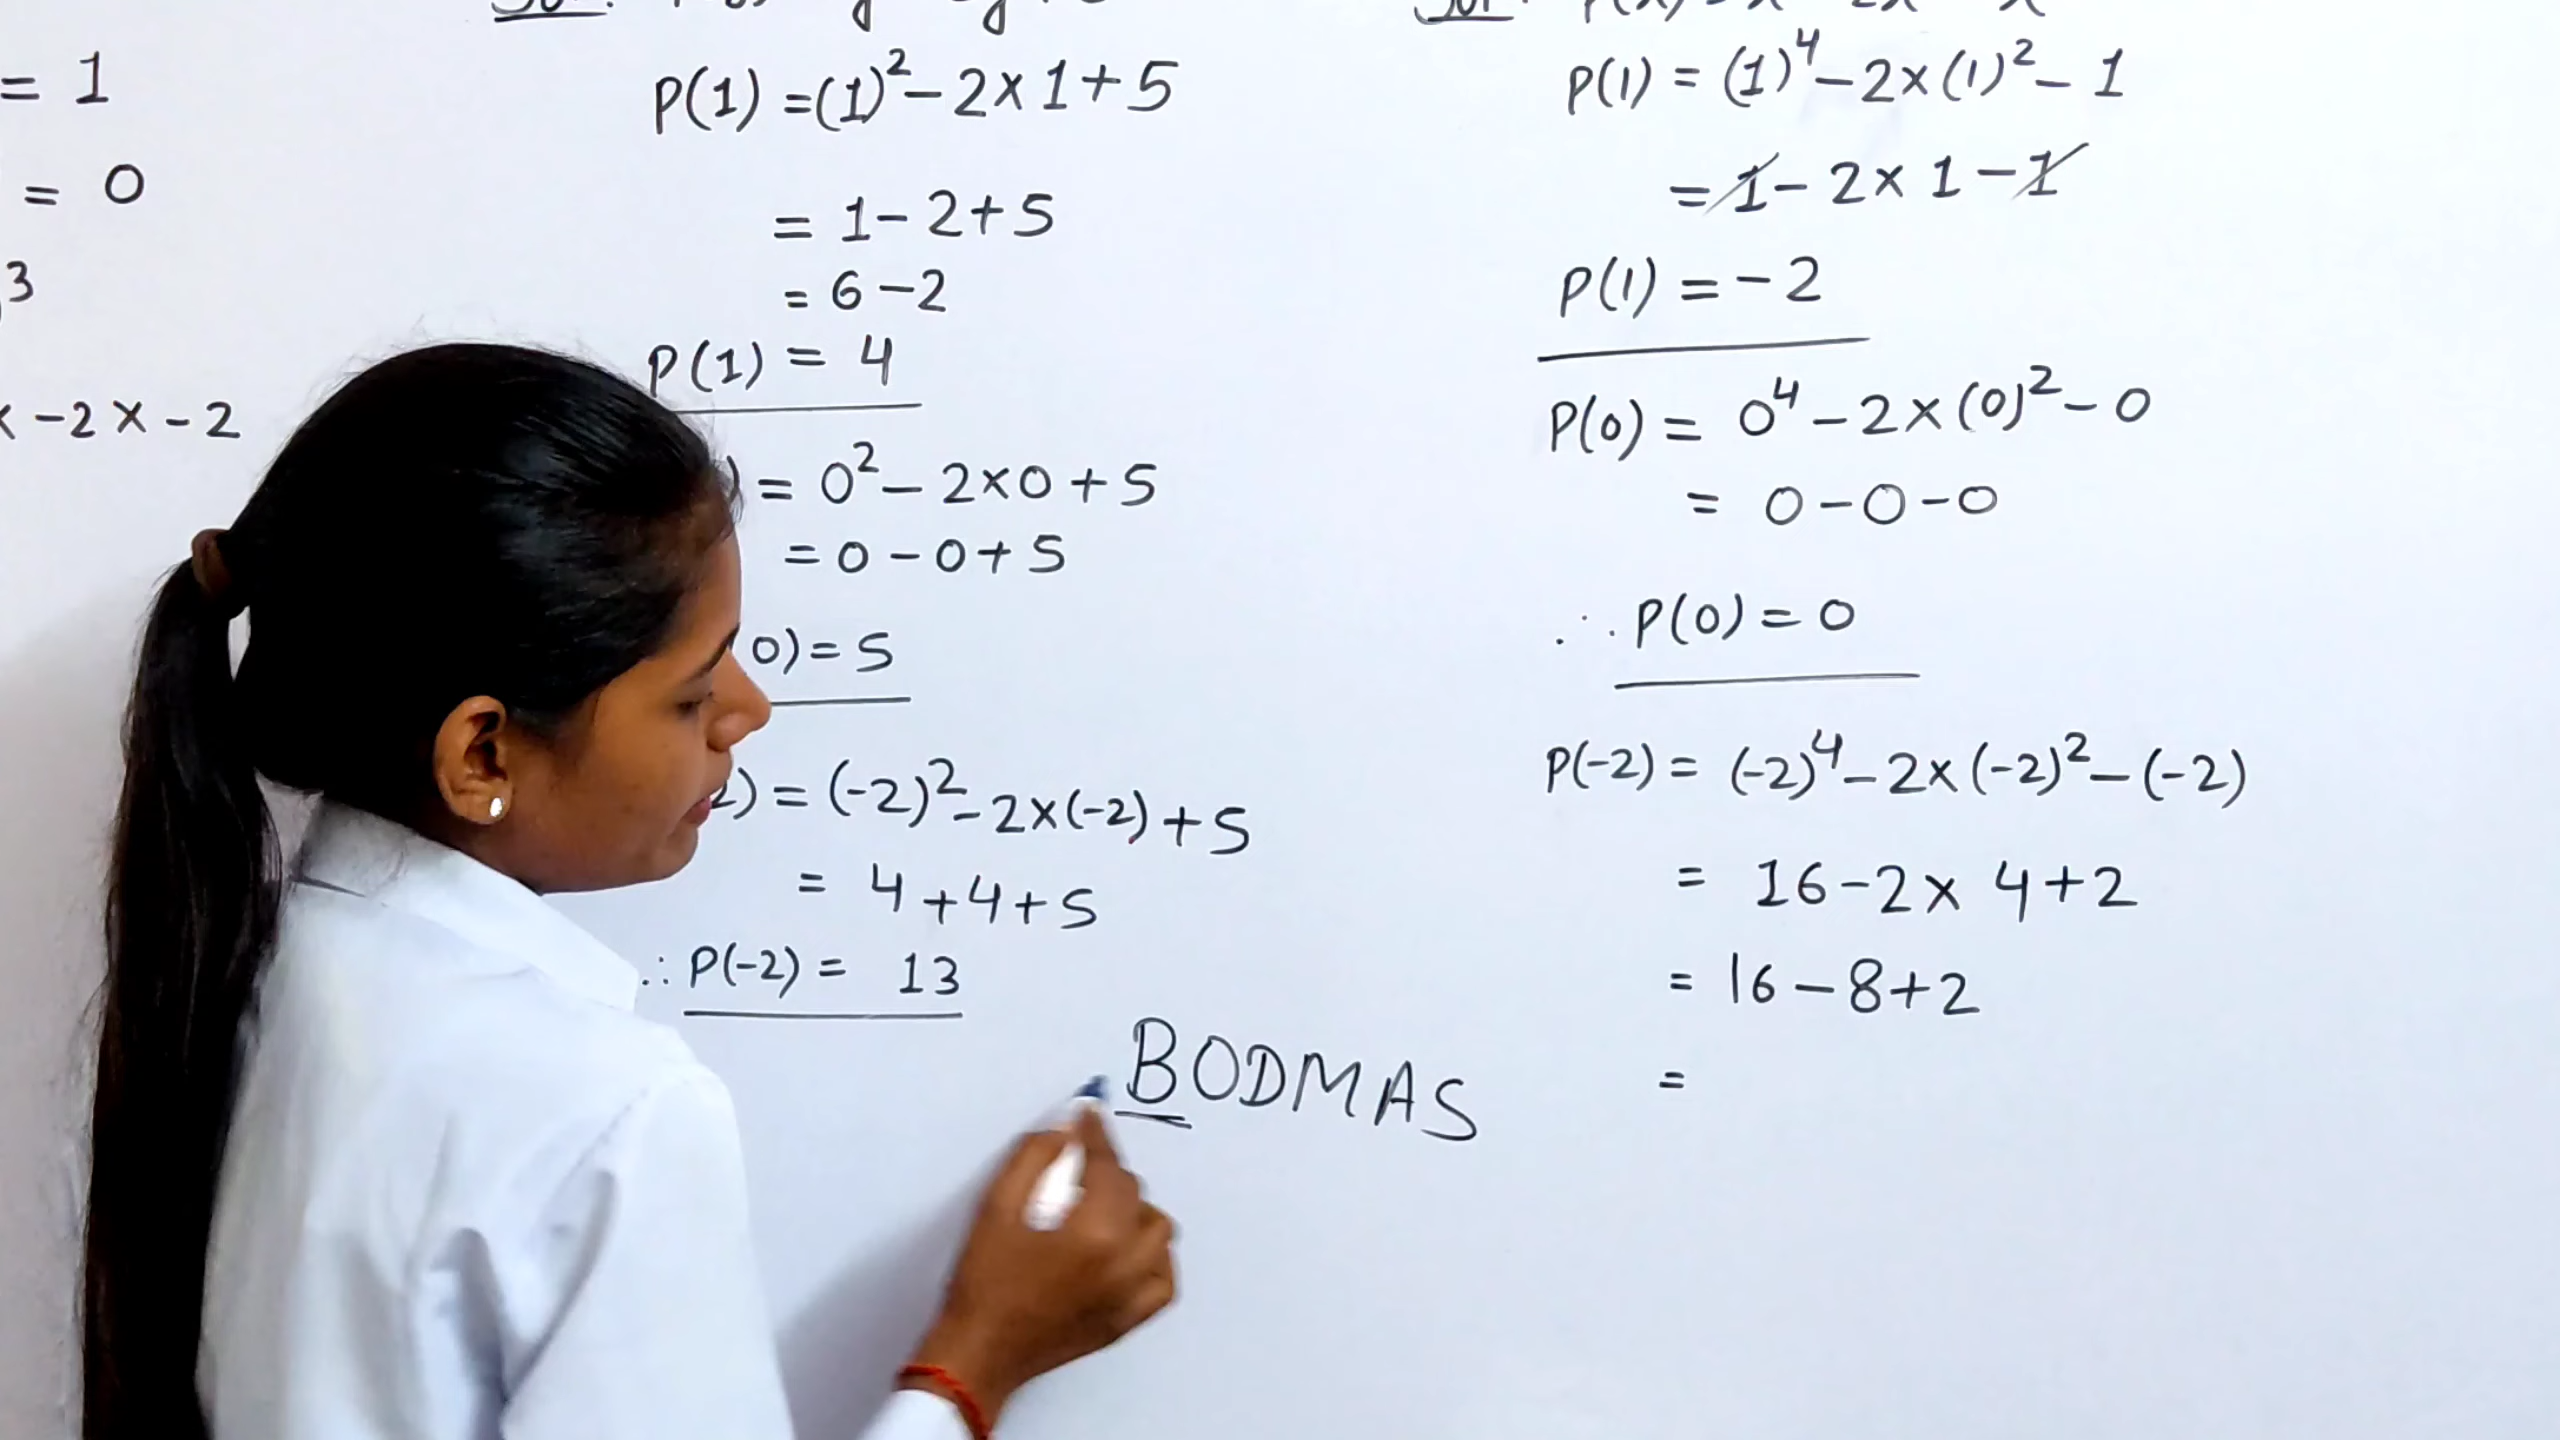 = 1
= 0
3
x -2 x -2
P(1) = (1)² - 2 x 1 + 5
= 1 - 2 + 5
= 6 - 2
P(1) = 4
) = 0² - 2 x 0 + 5
= 0 - 0 + 5
0) = 5
2) = (-2)² - 2 x (-2) + 5
= 4 + 4 + 5
∴ P(-2) = 13
BODMAS
P(1) = (1)⁴ - 2 x (1)² - 1
= 1 - 2 x 1 - 1
P(1) = -2
P(0) = 0⁴ - 2 x (0)² - 0
= 0 - 0 - 0
∴ P(0) = 0
P(-2) = (-2)⁴ - 2 x (-2)² - (-2)
= 16 - 2 x 4 + 2
= 16 - 8 + 2
=